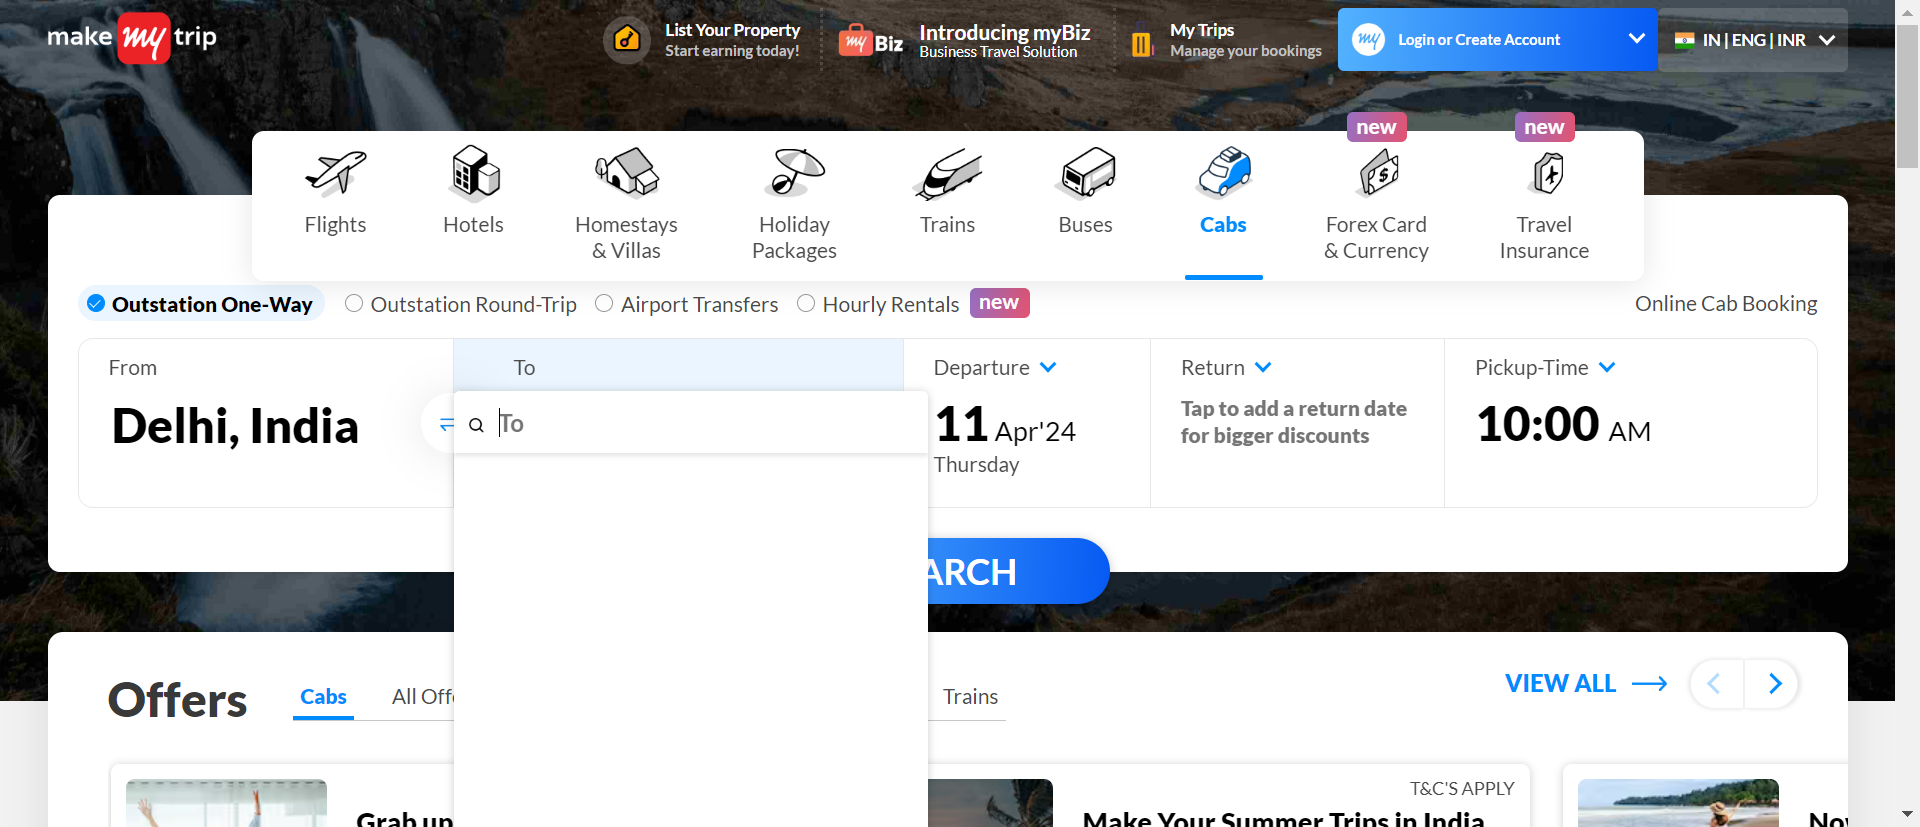 make my trip
List Your Property
Start earning today!
my Biz
Introducing myBiz
Business Travel Solution
My Trips
Manage your bookings
my
Login or Create Account
IN | ENG | INR
new
new
Flights
Hotels
Homestays
& Villas
Holiday
Packages
Trains
Buses
Cabs
Forex Card
& Currency
Travel
Insurance
Outstation One-Way
Outstation Round-Trip
Airport Transfers
Hourly Rentals
new
Online Cab Booking
From
Delhi, India
To
To
Departure
11 Apr'24
Thursday
Return
Tap to add a return date
for bigger discounts
Pickup-Time
10:00 AM
ARCH
Offers
Cabs
All Off
Trains
VIEW ALL
T&C'S APPLY
Grab up
Make Your Summer Trips in India